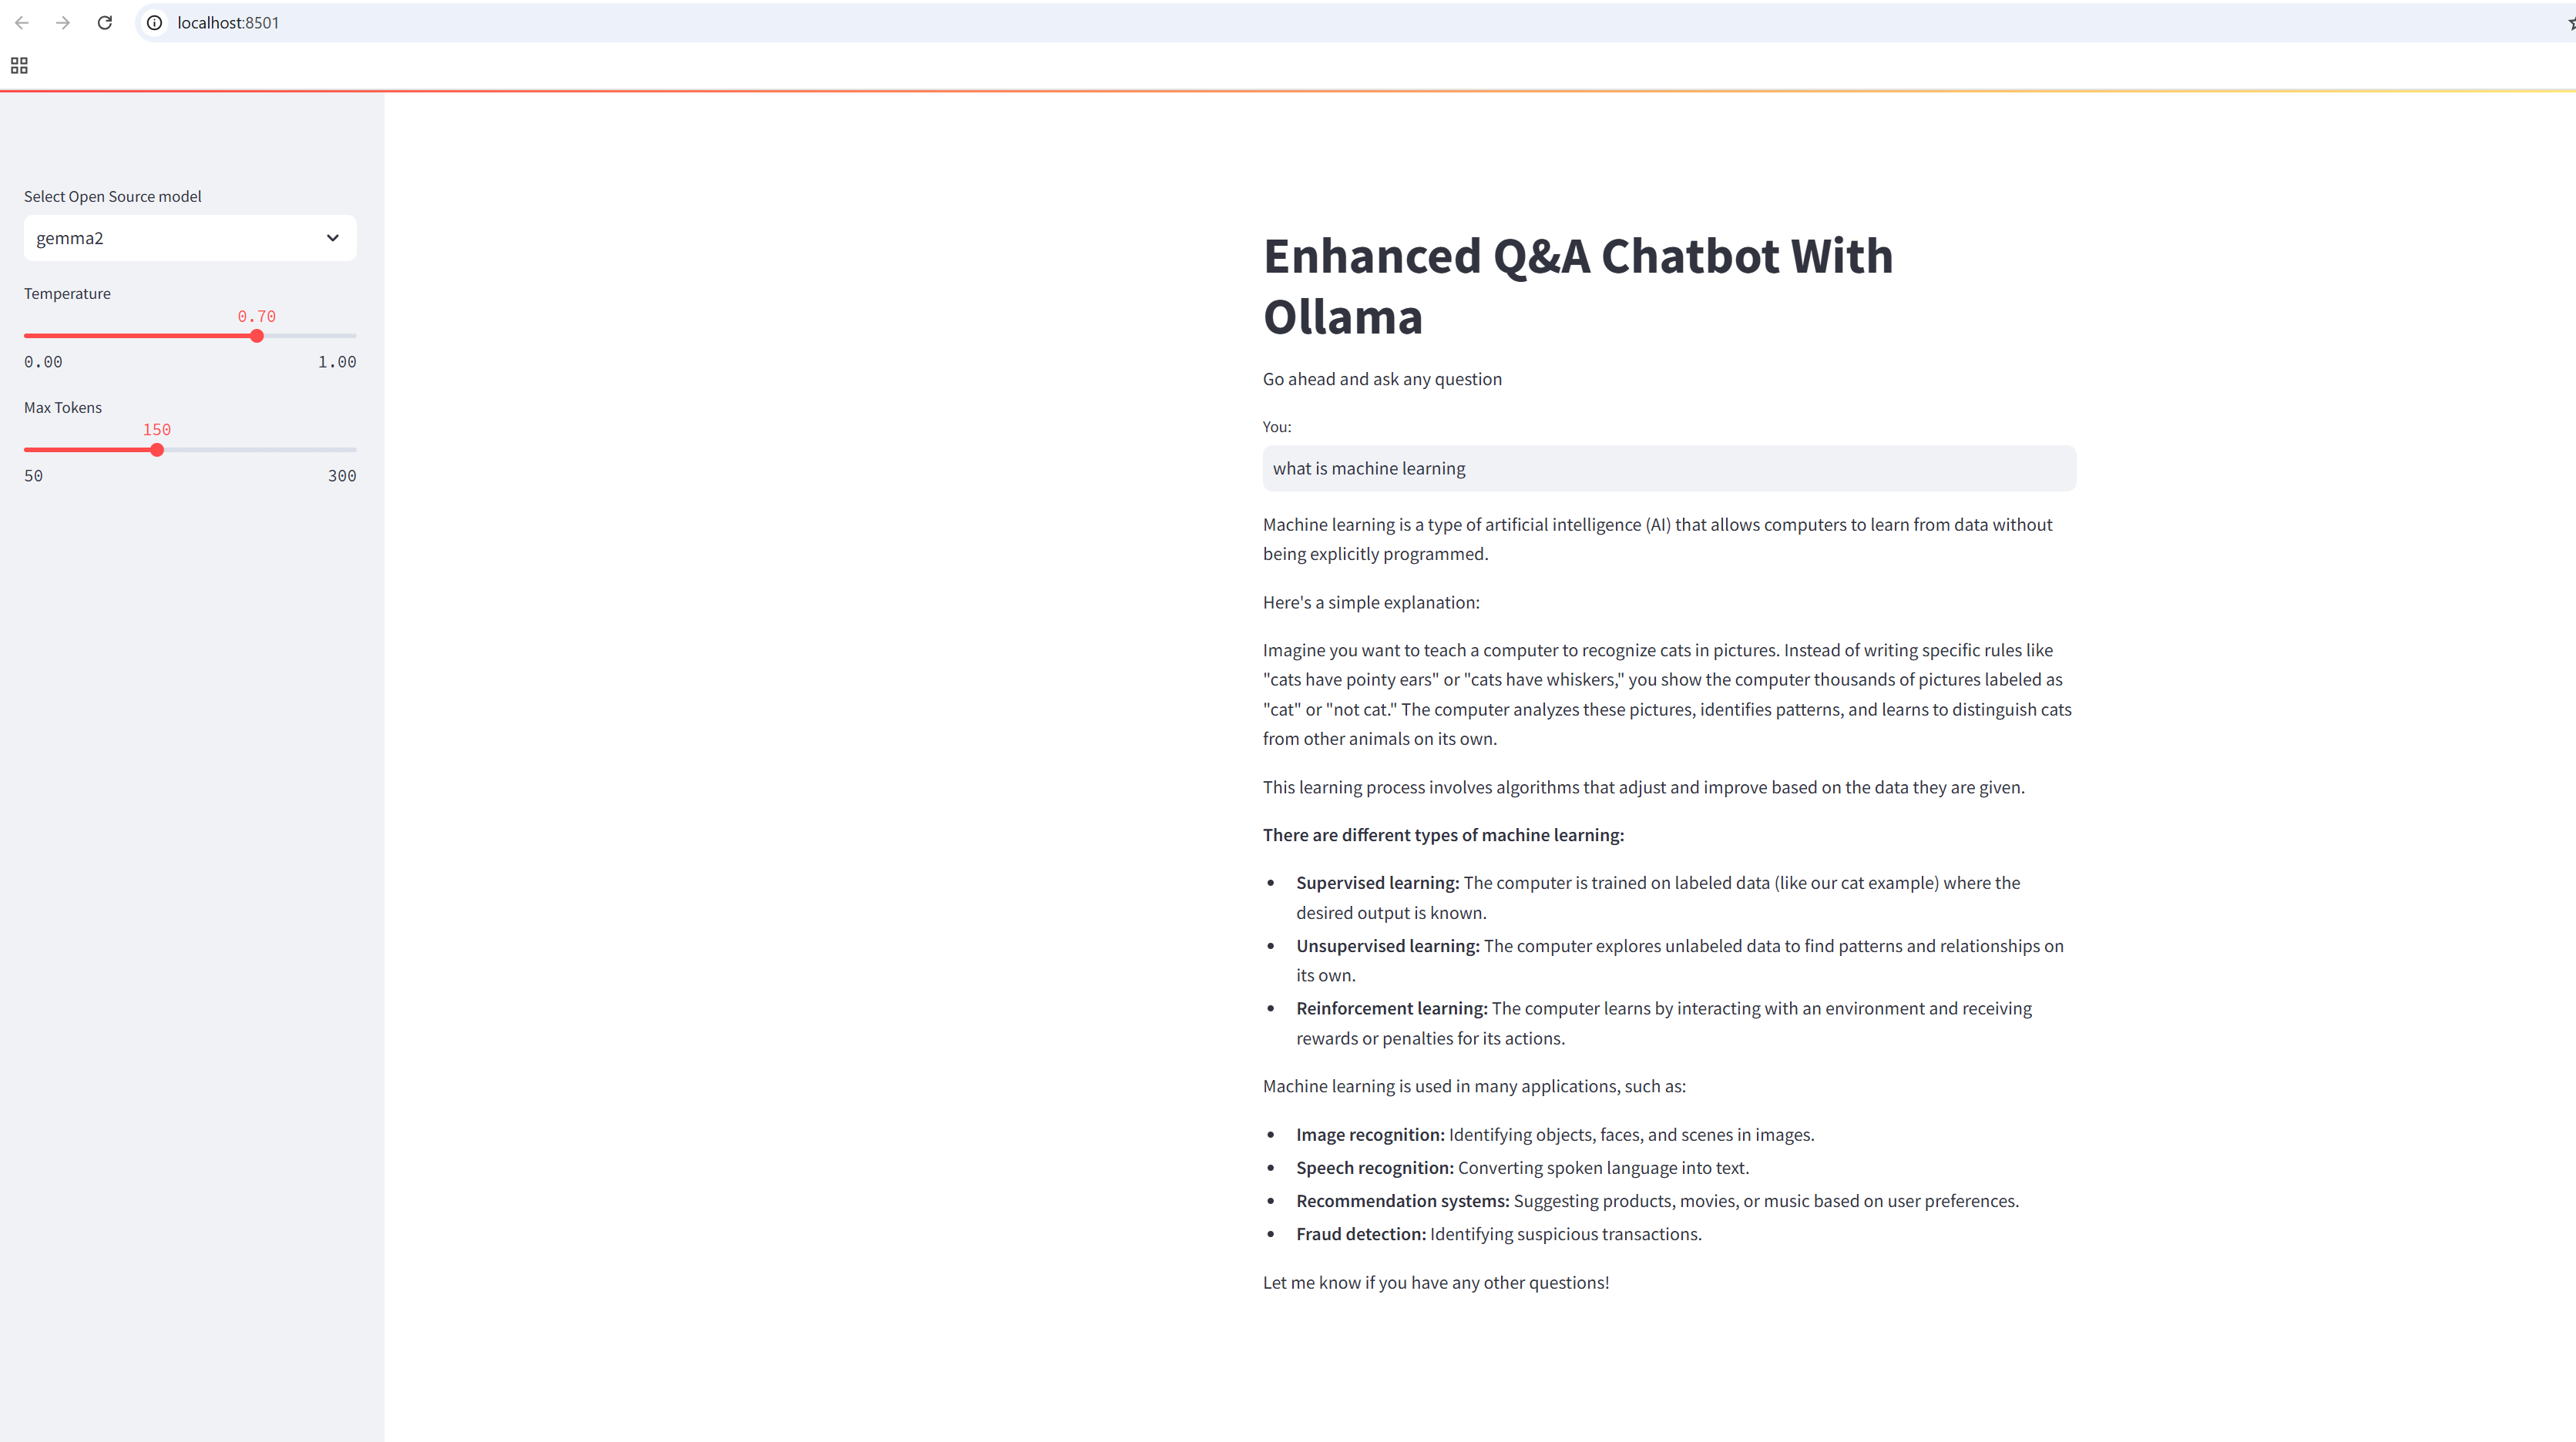 localhost:8501
Select Open Source model
gemma2
Temperature
0.70
0.00 1.00
Max Tokens
150
50 300
Enhanced Q&A Chatbot With
Ollama
Go ahead and ask any question
You:
what is machine learning
Machine learning is a type of artificial intelligence (AI) that allows computers to learn from data without
being explicitly programmed.
Here's a simple explanation:
Imagine you want to teach a computer to recognize cats in pictures. Instead of writing specific rules like
"cats have pointy ears" or "cats have whiskers," you show the computer thousands of pictures labeled as
"cat" or "not cat." The computer analyzes these pictures, identifies patterns, and learns to distinguish cats
from other animals on its own.
This learning process involves algorithms that adjust and improve based on the data they are given.
There are different types of machine learning:
• Supervised learning: The computer is trained on labeled data (like our cat example) where the
desired output is known.
• Unsupervised learning: The computer explores unlabeled data to find patterns and relationships on
its own.
• Reinforcement learning: The computer learns by interacting with an environment and receiving
rewards or penalties for its actions.
Machine learning is used in many applications, such as:
• Image recognition: Identifying objects, faces, and scenes in images.
• Speech recognition: Converting spoken language into text.
• Recommendation systems: Suggesting products, movies, or music based on user preferences.
• Fraud detection: Identifying suspicious transactions.
Let me know if you have any other questions!